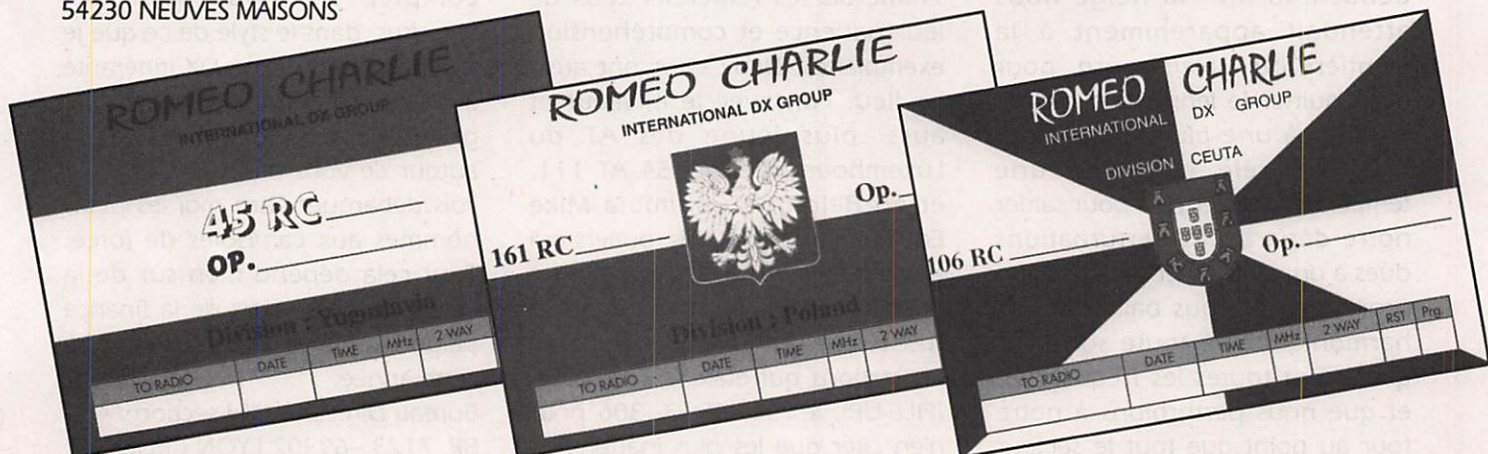 54230 NEUVES MAISONS
ROMEO CHARLIE
INTERNATIONAL DX GROUP
45 RC
OP.
Division : Yugoslavia
TO RADIO DATE TIME MHz 2 WAY
ROMEO CHARLIE
INTERNATIONAL DX GROUP
161 RC Op.
Division : Poland
TO RADIO DATE TIME MHz 2 WAY
ROMEO CHARLIE
INTERNATIONAL DX GROUP
DIVISION CEUTA
106 RC Op.
TO RADIO DATE TIME MHz 2 WAY RST Prg.